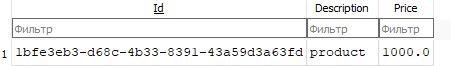 Id Description Price
Фильтр Фильтр Фильтр
1 1bfe3eb3-d68c-4b33-8391-43a59d3a63fd product 1000.0